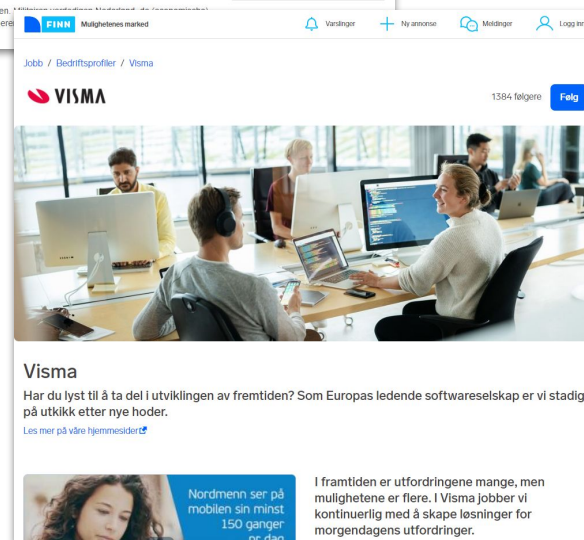 FINN
Mulighetenes marked
Varslinger
Ny annonse
Meldinger
Logg inn
Jobb / Bedriftsprofiler / Visma
VISMA
1384 følgere
Følg
Visma
Har du lyst til å ta del i utviklingen av fremtiden? Som Europas ledende softwareselskap er vi stadig
på utkikk etter nye hoder.
Les mer på våre hjemmesider
Nordmenn ser på
mobilen sin minst
150 ganger
I framtiden er utfordringene mange, men
mulighetene er flere. I Visma jobber vi
kontinuerlig med å skape løsninger for
morgendagens utfordringer.